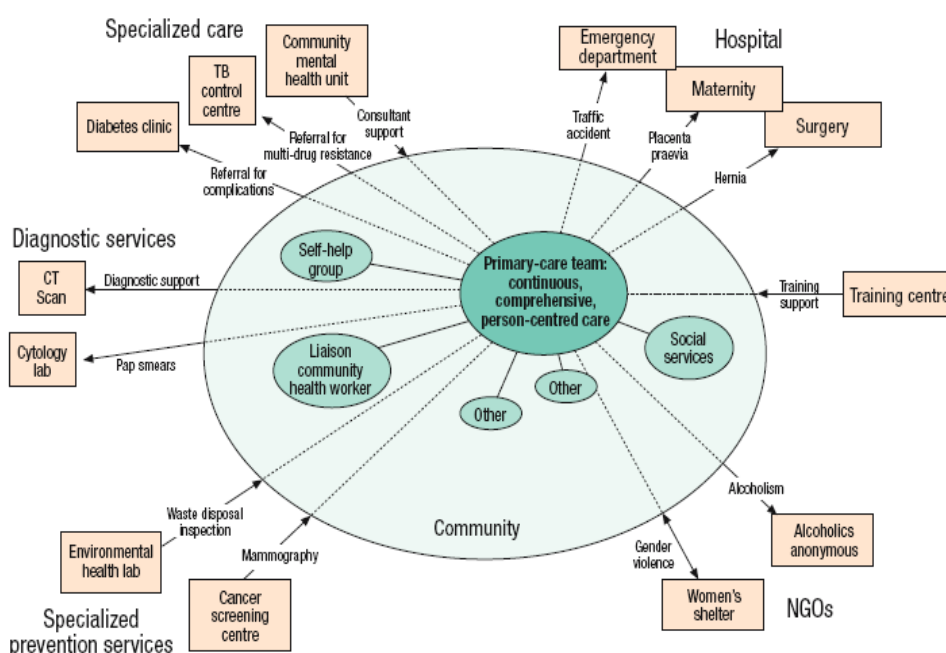 Specialized care
Community
mental
health unit
TB
control
centre
Diabetes clinic
Consultant
support
Referral for
multi-drug resistance
Referral for
complications
Emergency
department
Hospital
Maternity
Surgery
Traffic
accident
Placenta
praevia
Hernia
Diagnostic services
CT
Scan
Diagnostic support
Cytology
lab
Pap smears
Self-help
group
Primary-care team:
continuous,
comprehensive,
person-centred care
Liaison
community
health worker
Other
Other
Social
services
Training
support
Training centre
Community
Waste disposal
inspection
Environmental
health lab
Mammography
Cancer
screening
centre
Specialized
prevention services
Gender
violence
Women's
shelter
Alcoholism
Alcoholics
anonymous
NGOs